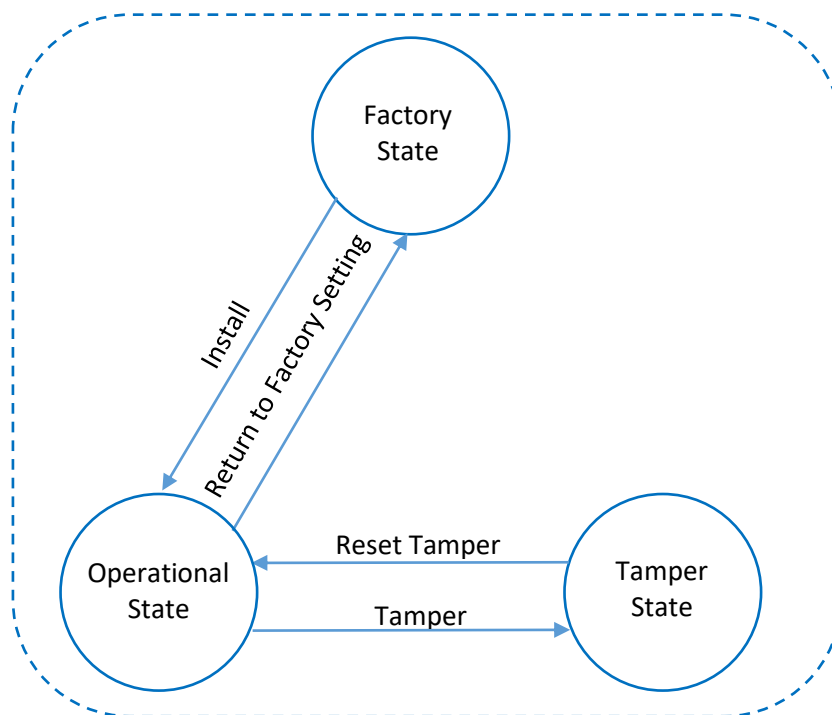 Factory
State
Install
Return to Factory Setting
Operational
State
Reset Tamper
Tamper
Tamper
State